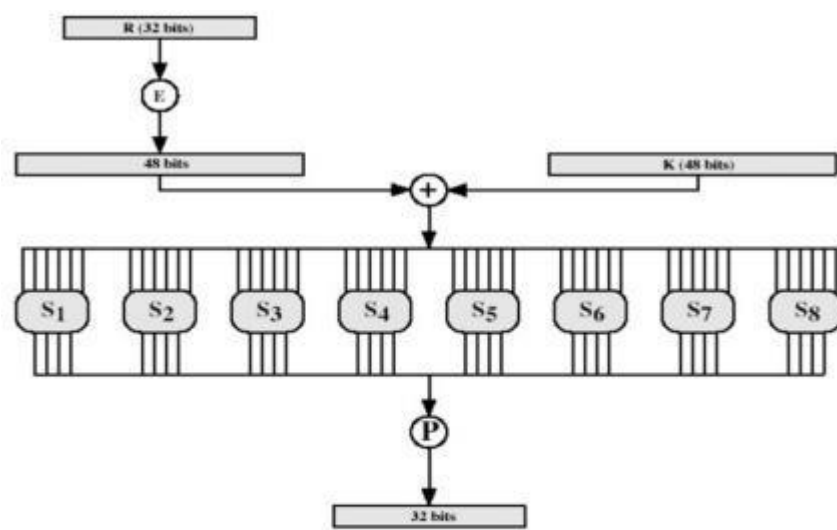 R (32 bits)
E
48 bits
K (48 bits)
+
S1 S2 S3 S4 S5 S6 S7 S8
P
32 bits